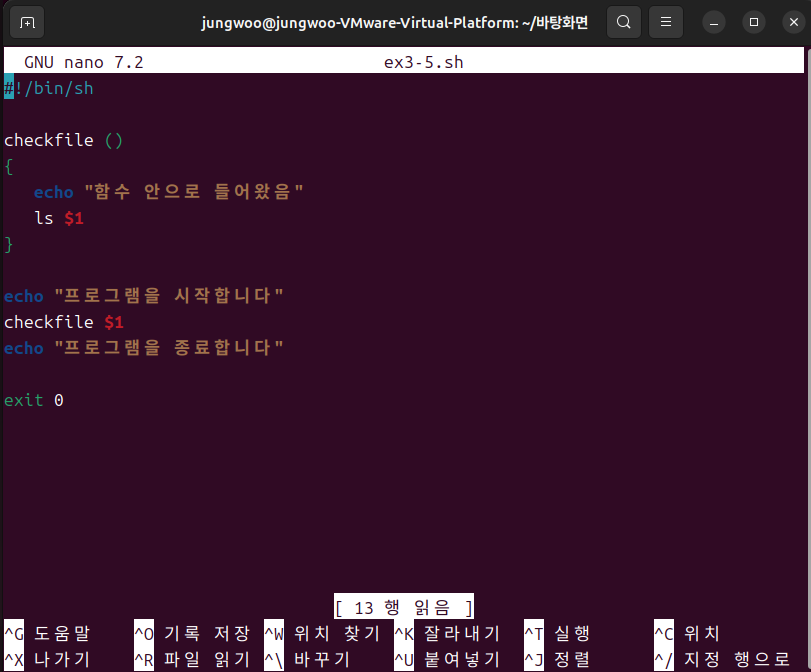 jungwoo@jungwoo-VMware-Virtual-Platform: ~/바탕화면
GNU nano 7.2 ex3-5.sh
#!/bin/sh
checkfile ()
{
echo "함수 안으로 들어왔음"
ls $1
}
echo "프로그램을 시작합니다"
checkfile $1
echo "프로그램을 종료합니다"
exit 0
[ 13 행 읽음 ]
^G 도움말 ^O 기록 저장 ^W 위치 찾기 ^K 잘라내기 ^T 실행 ^C 위치
^X 나가기 ^R 파일 읽기 ^\ 바꾸기 ^U 붙여넣기 ^J 정렬 ^/ 지정 행으로